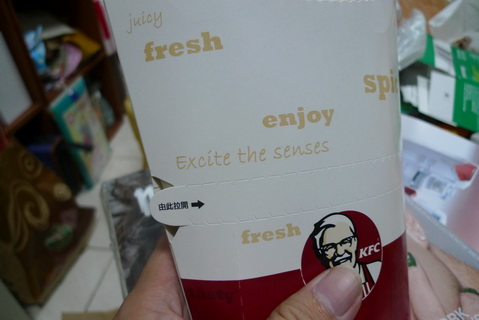 juicy
fresh
spi
enjoy
Excite the senses
由此拉開
fresh
KFC